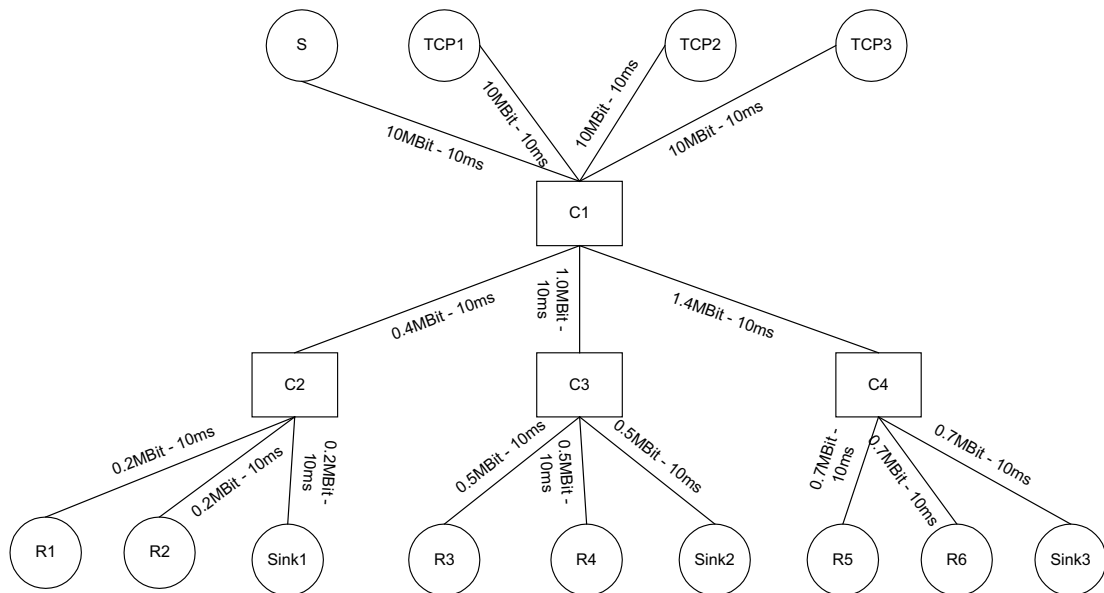 S
TCP1
TCP2
TCP3
10MBit - 10ms
10MBit - 10ms
10MBit - 10ms
10MBit - 10ms
C1
0.4MBit - 10ms
1.0MBit -
10ms
1.4MBit - 10ms
C2
C3
C4
0.2MBit - 10ms
0.2MBit - 10ms
0.2MBit -
10ms
0.5MBit - 10ms
0.5MBit -
10ms
0.5MBit - 10ms
0.7MBit -
10ms
0.7MBit - 10ms
0.7MBit - 10ms
R1
R2
Sink1
R3
R4
Sink2
R5
R6
Sink3